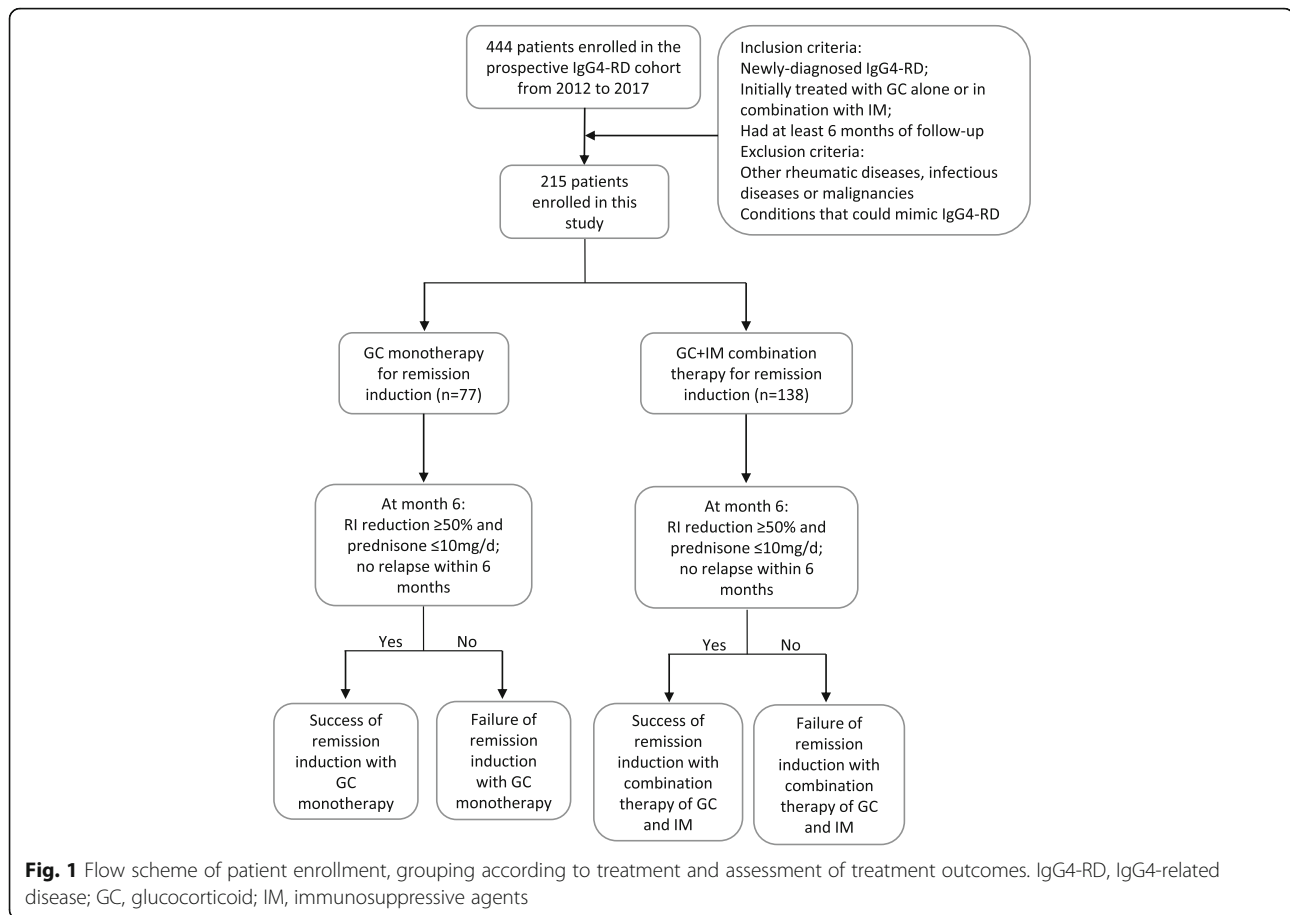 444 patients enrolled in the
prospective IgG4-RD cohort
from 2012 to 2017
Inclusion criteria:
Newly-diagnosed IgG4-RD;
Initially treated with GC alone or in
combination with IM;
Had at least 6 months of follow-up
Exclusion criteria:
Other rheumatic diseases, infectious
diseases or malignancies
Conditions that could mimic IgG4-RD
215 patients
enrolled in this
study
GC monotherapy
for remission
induction (n=77)
GC+IM combination
therapy for remission
induction (n=138)
At month 6:
RI reduction ≥50% and
prednisone ≤10mg/d;
no relapse within 6
months
At month 6:
RI reduction ≥50% and
prednisone ≤10mg/d;
no relapse within 6
months
Yes No
Yes No
Success of
remission
induction with
GC
monotherapy
Failure of
remission
induction
with GC
monotherapy
Success of
remission
induction with
combination
therapy of GC
and IM
Failure of
remission
induction with
combination
therapy of GC
and IM
Fig. 1 Flow scheme of patient enrollment, grouping according to treatment and assessment of treatment outcomes. IgG4-RD, IgG4-related
disease; GC, glucocorticoid; IM, immunosuppressive agents